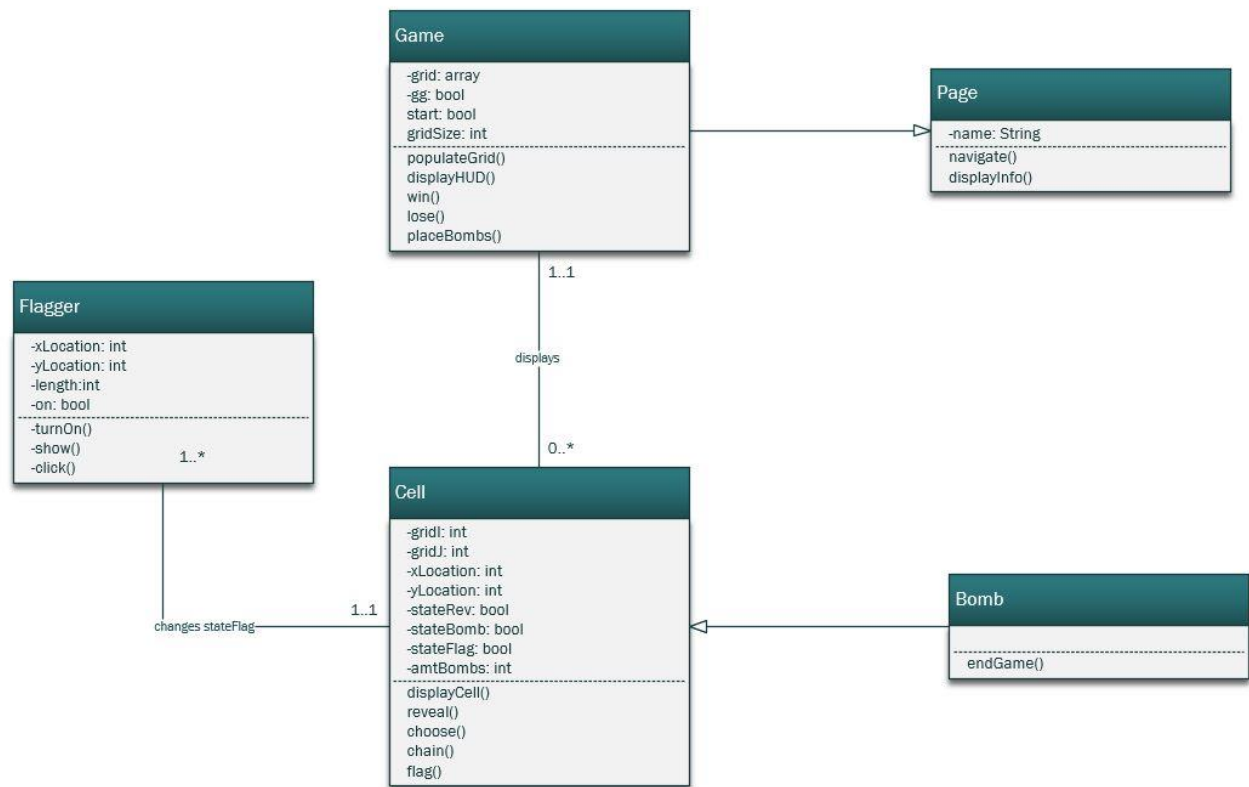 Game
-grid: array
-gg: bool
start: bool
gridSize: int
populateGrid()
displayHUD()
win()
lose()
placeBombs()
Page
-name: String
navigate()
displayInfo()
1..1
displays
0..*
Flagger
-xLocation: int
-yLocation: int
-length:int
-on: bool
-turnOn()
-show()
-click()
1..*
changes stateFlag
1..1
Cell
-gridI: int
-gridJ: int
-xLocation: int
-yLocation: int
-stateRev: bool
-stateBomb: bool
-stateFlag: bool
-amtBombs: int
displayCell()
reveal()
choose()
chain()
flag()
Bomb
endGame()